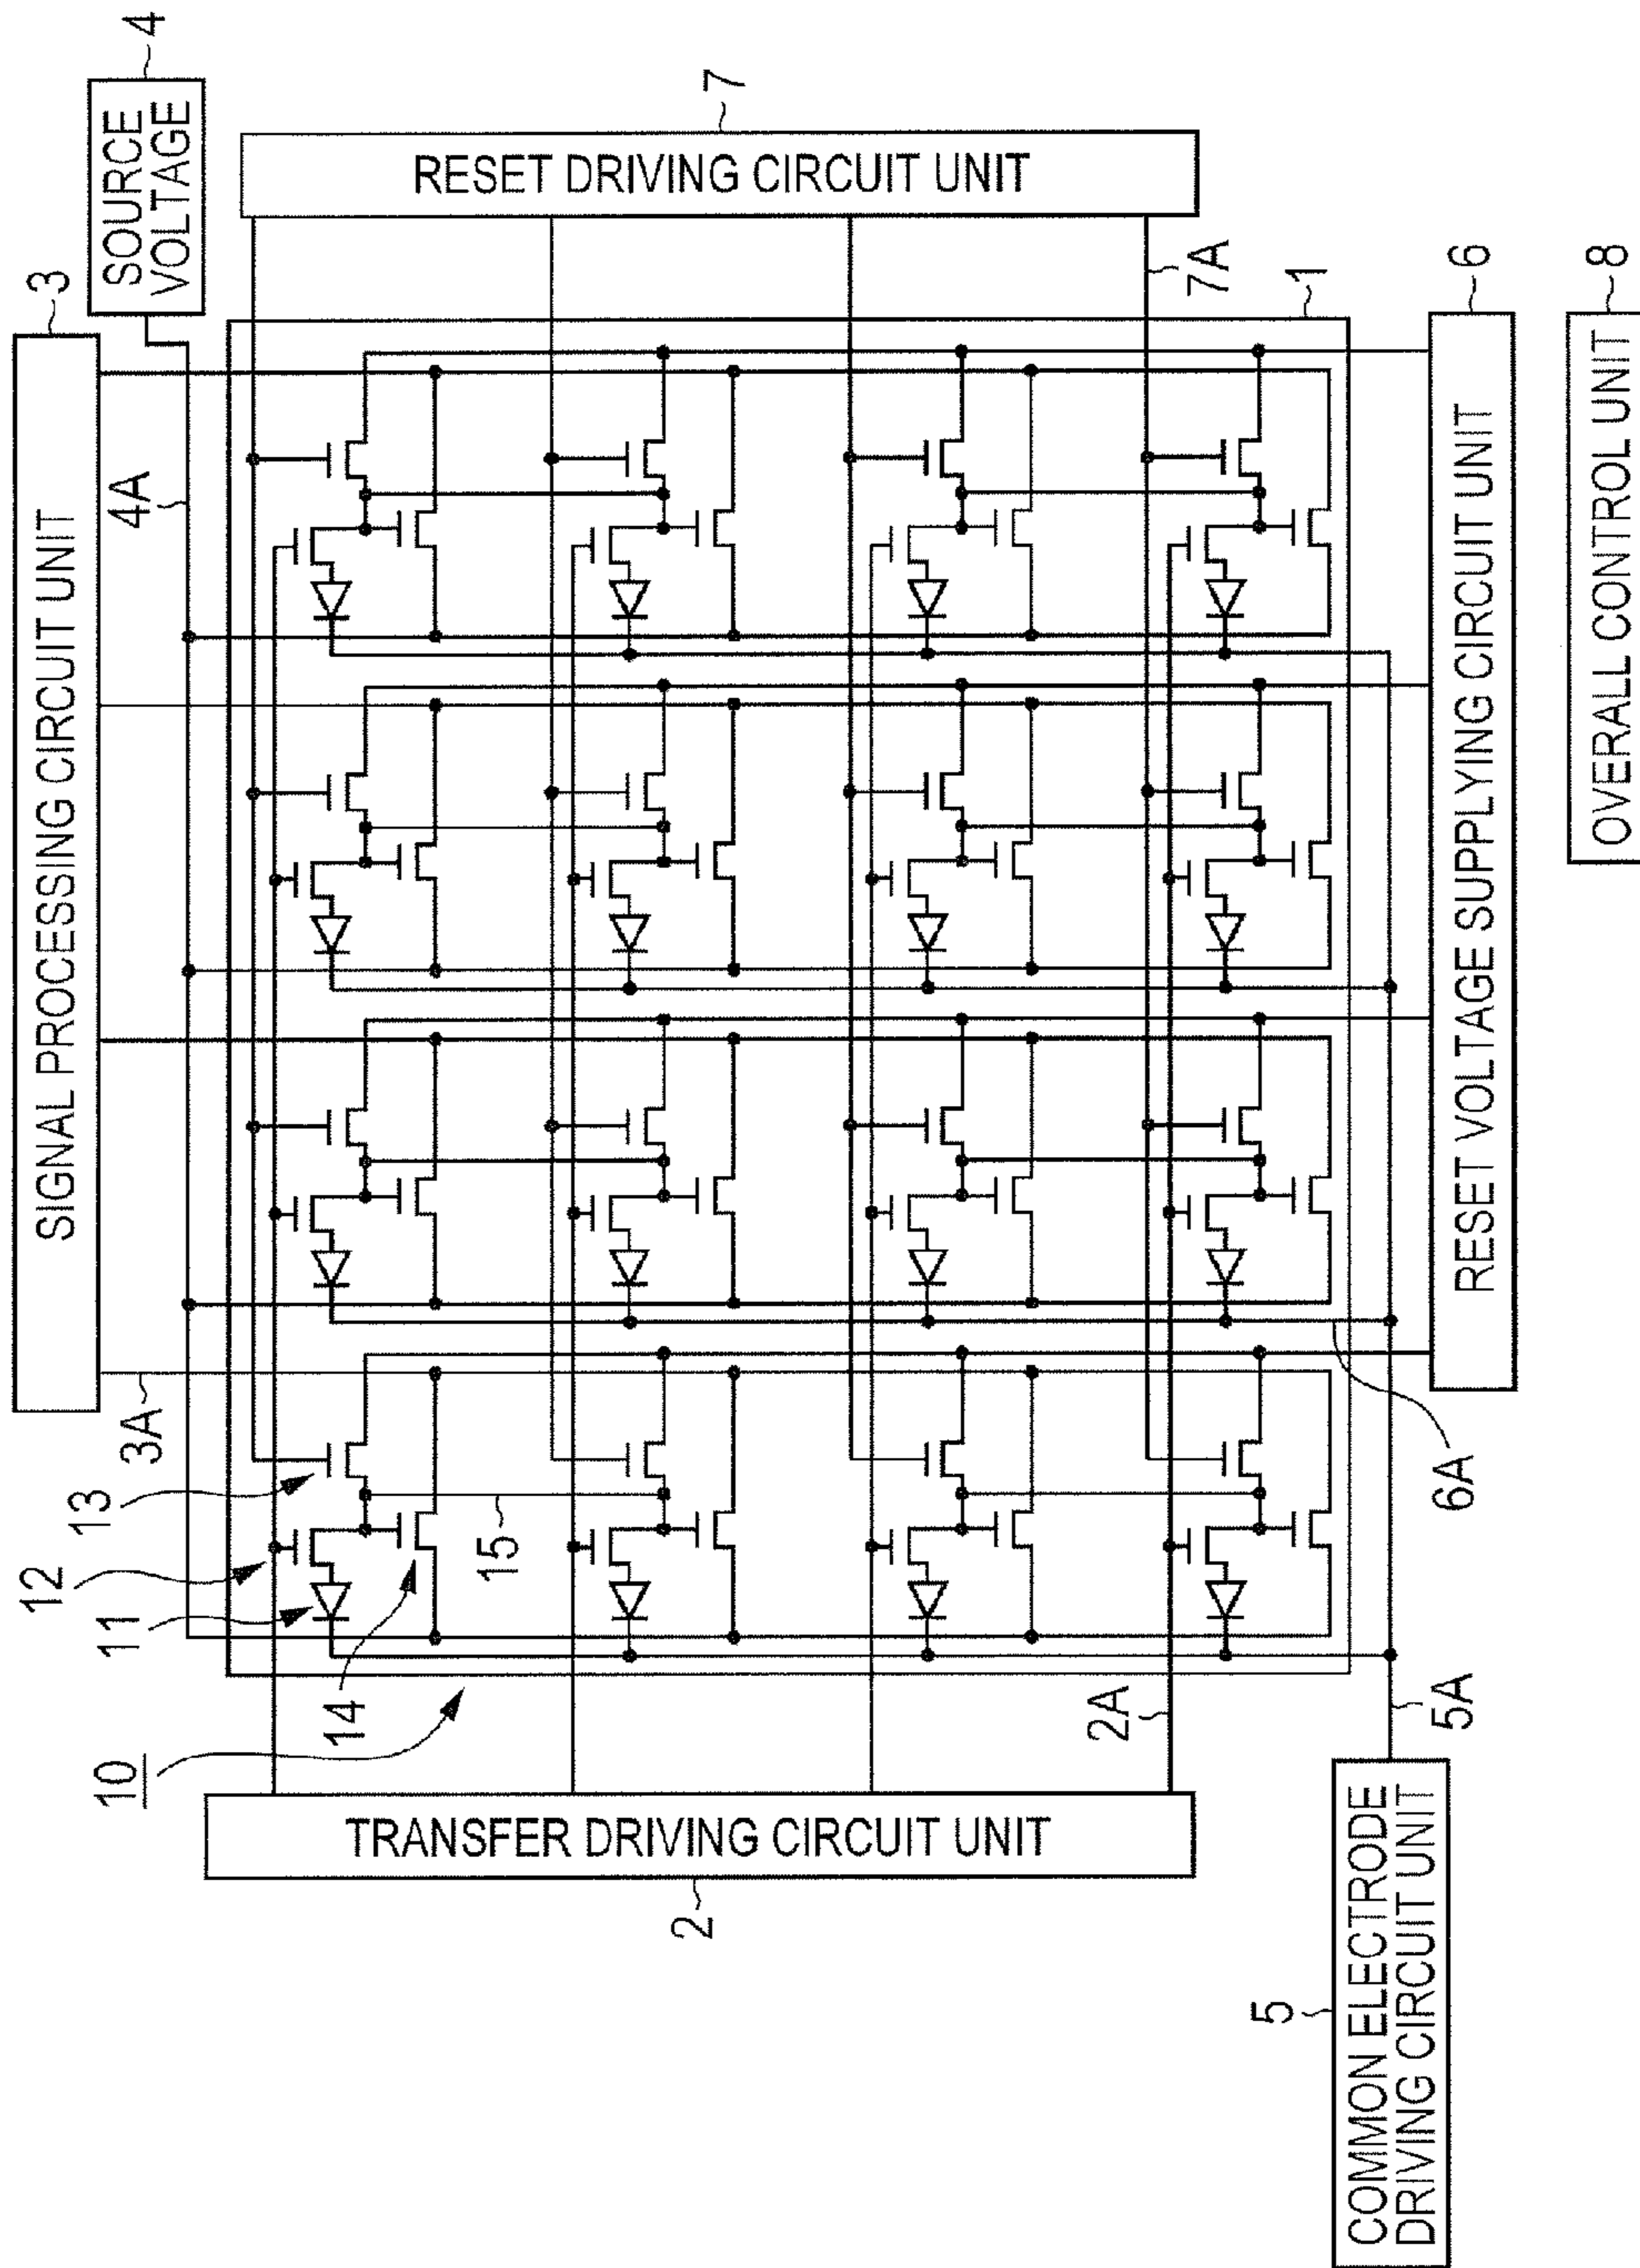 3
SIGNAL PROCESSING CIRCUIT UNIT
4
SOURCE
VOLTAGE
3A
4A
13
12
11
14
10
15
7
RESET DRIVING CIRCUIT UNIT
7A
1
TRANSFER DRIVING CIRCUIT UNIT
2
2A
5A
6A
5
COMMON ELECTRODE
DRIVING CIRCUIT UNIT
6
RESET VOLTAGE SUPPLYING CIRCUIT UNIT
8
OVERALL CONTROL UNIT